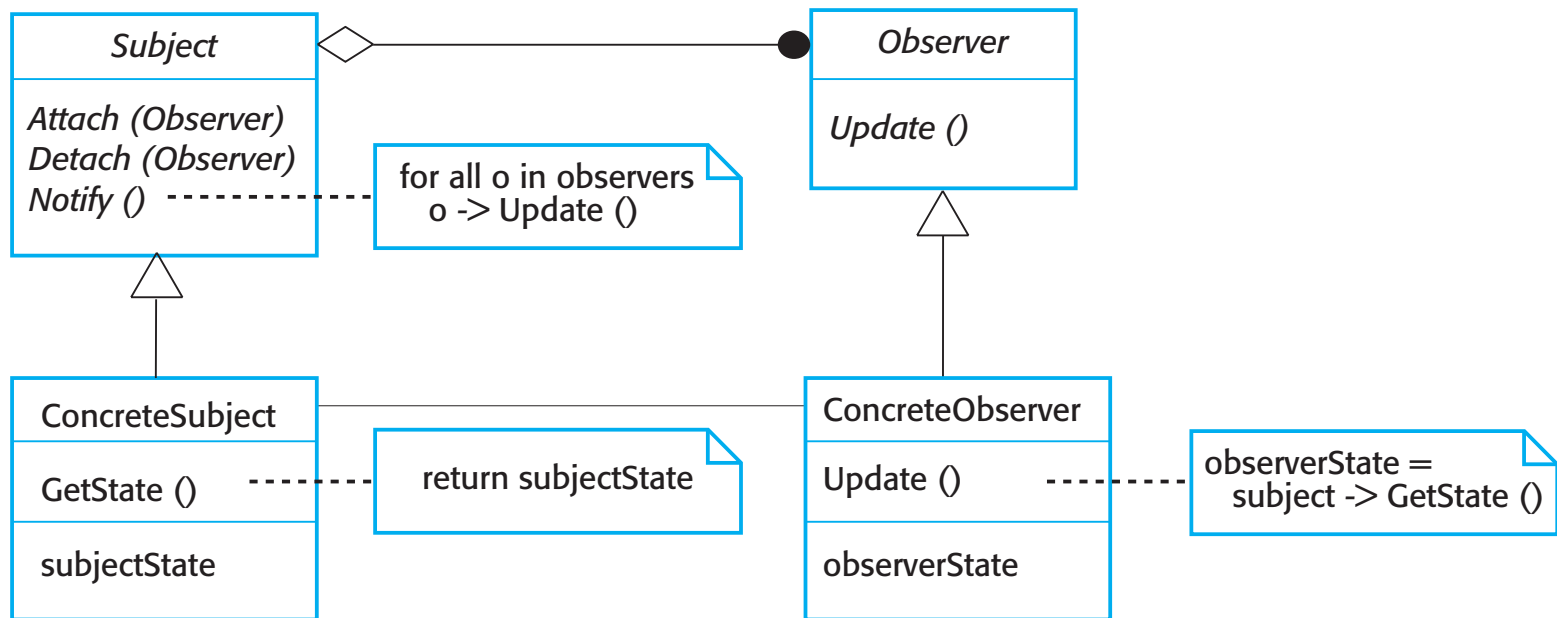 Subject
Attach (Observer)
Detach (Observer)
Notify ()
for all o in observers
o -> Update ()
Observer
Update ()
ConcreteSubject
GetState ()
subjectState
return subjectState
ConcreteObserver
Update ()
observerState
observerState =
subject -> GetState ()